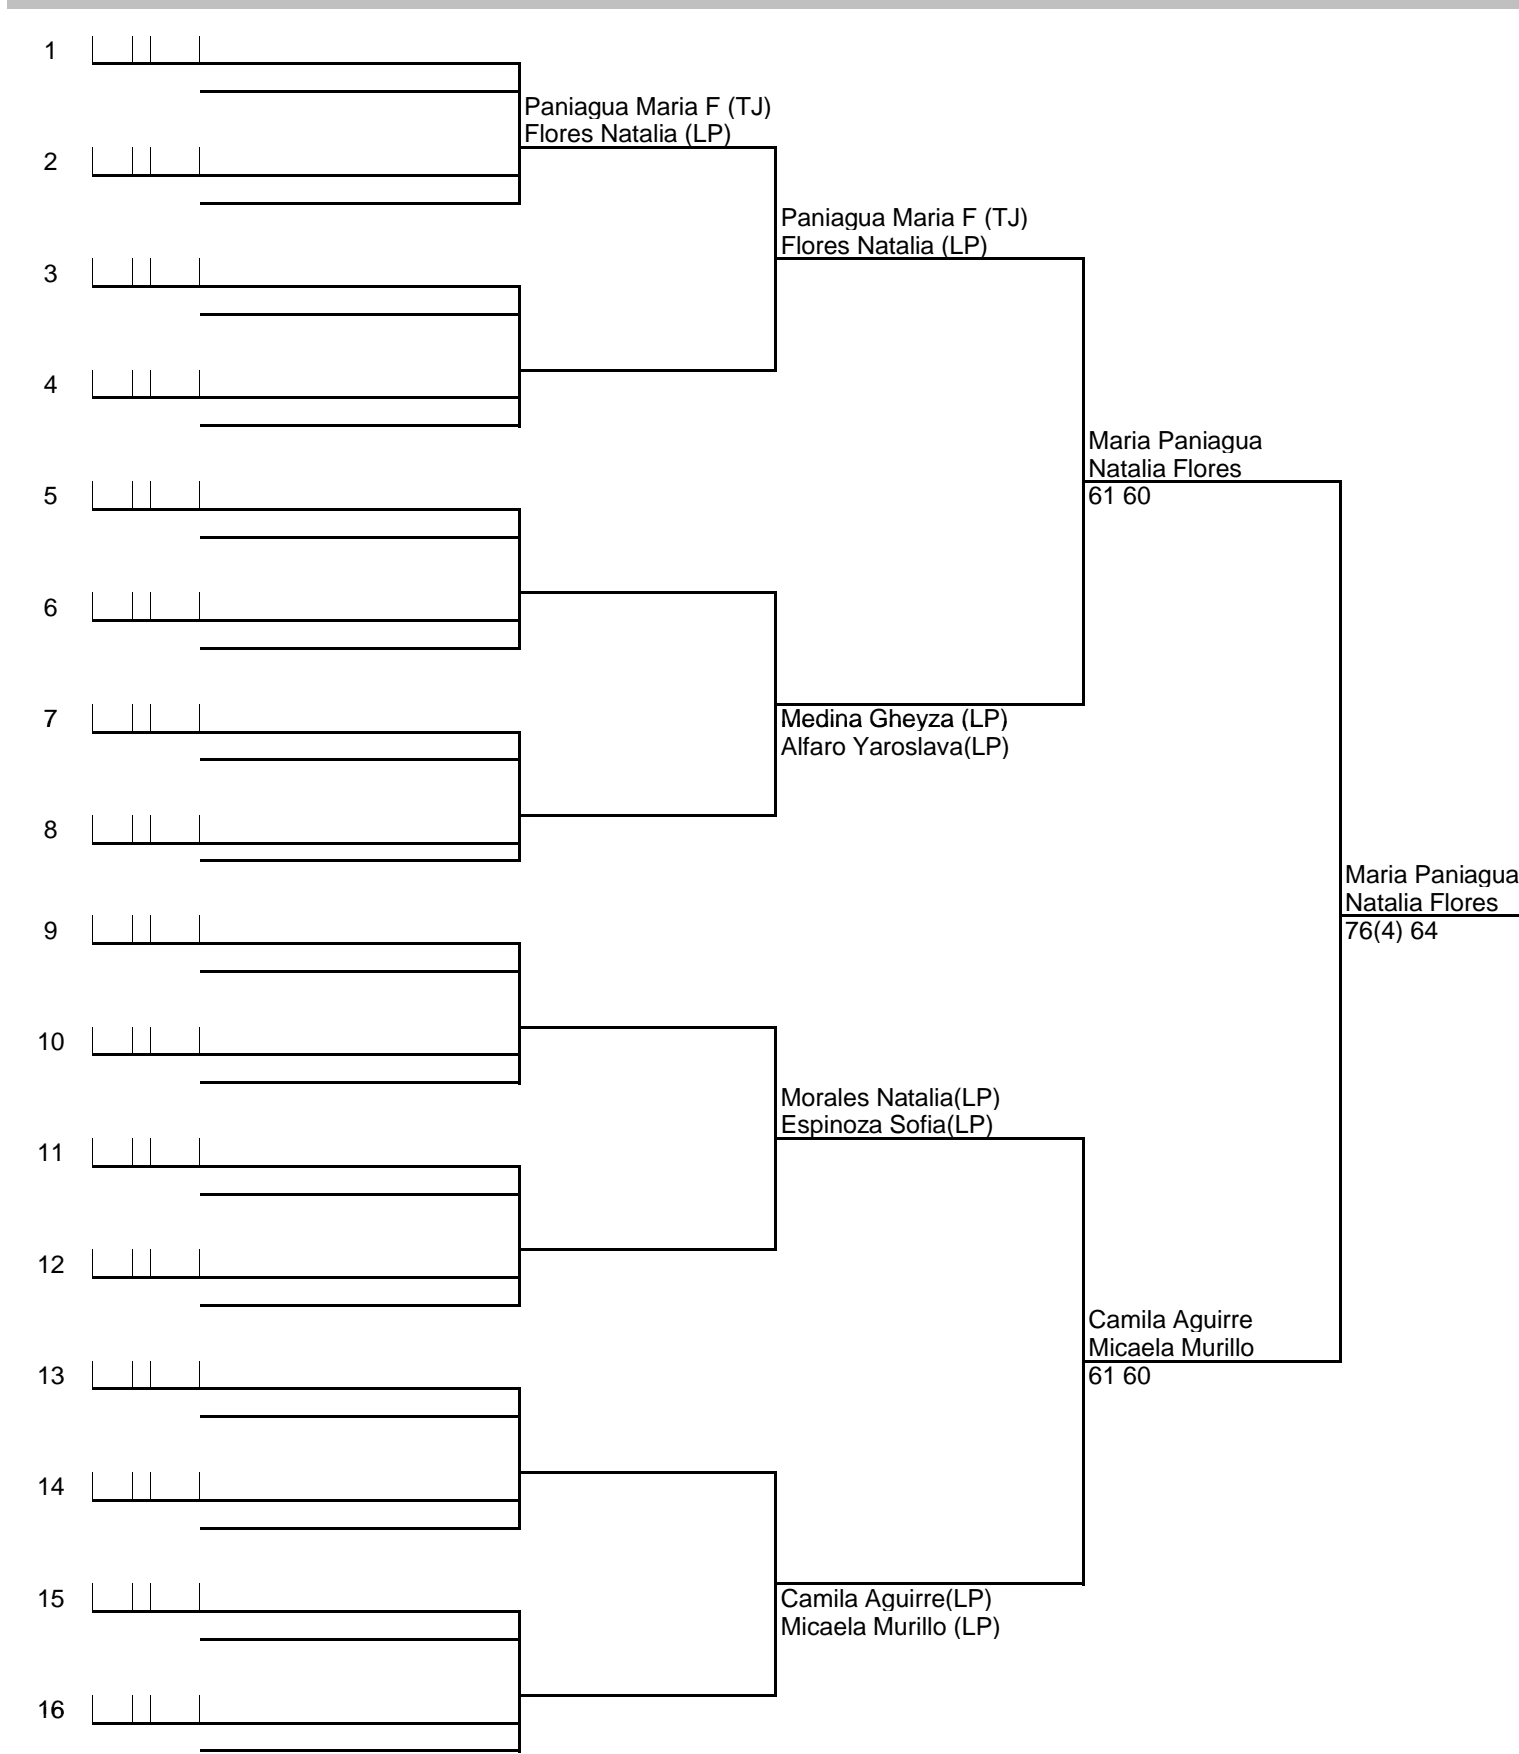 1
Paniagua Maria F (TJ)
Flores Natalia (LP)
2
Paniagua Maria F (TJ)
Flores Natalia (LP)
3
4
Maria Paniagua
Natalia Flores
5
61 60
6
7
Medina Gheyza (LP)
Alfaro Yaroslava(LP)
8
Maria Paniagua
Natalia Flores
9
76(4) 64
10
Morales Natalia(LP)
Espinoza Sofia(LP)
11
12
Camila Aguirre
Micaela Murillo
13
61 60
14
15
Camila Aguirre(LP)
Micaela Murillo (LP)
16